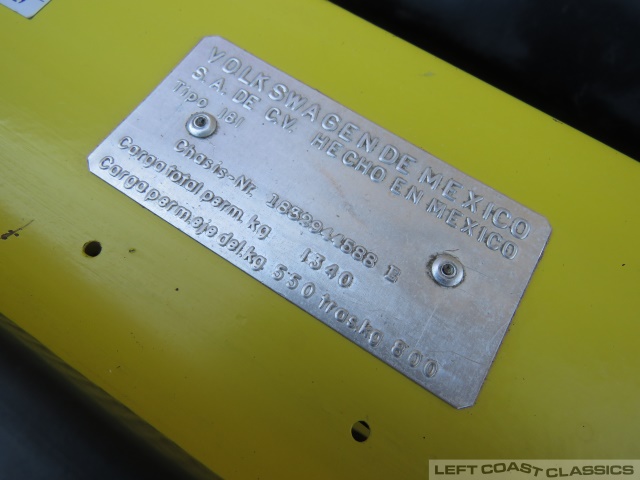 VOLKSWAGEN DE MEXICO
S.A. DE C.V. HECHO EN MEXICO
Tipo 181
Chasis-Nr.
Carga total perm. kg 1340
Carga perm. eje del. kg 550 tras. kg 800
LEFT COAST CLASSICS